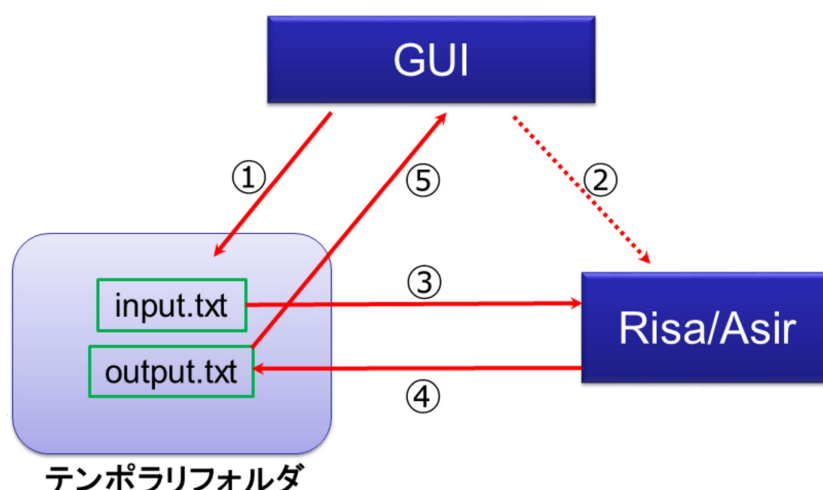 GUI
①
⑤
②
input.txt
③
Risa/Asir
output.txt
④
テンポラリフォルダ